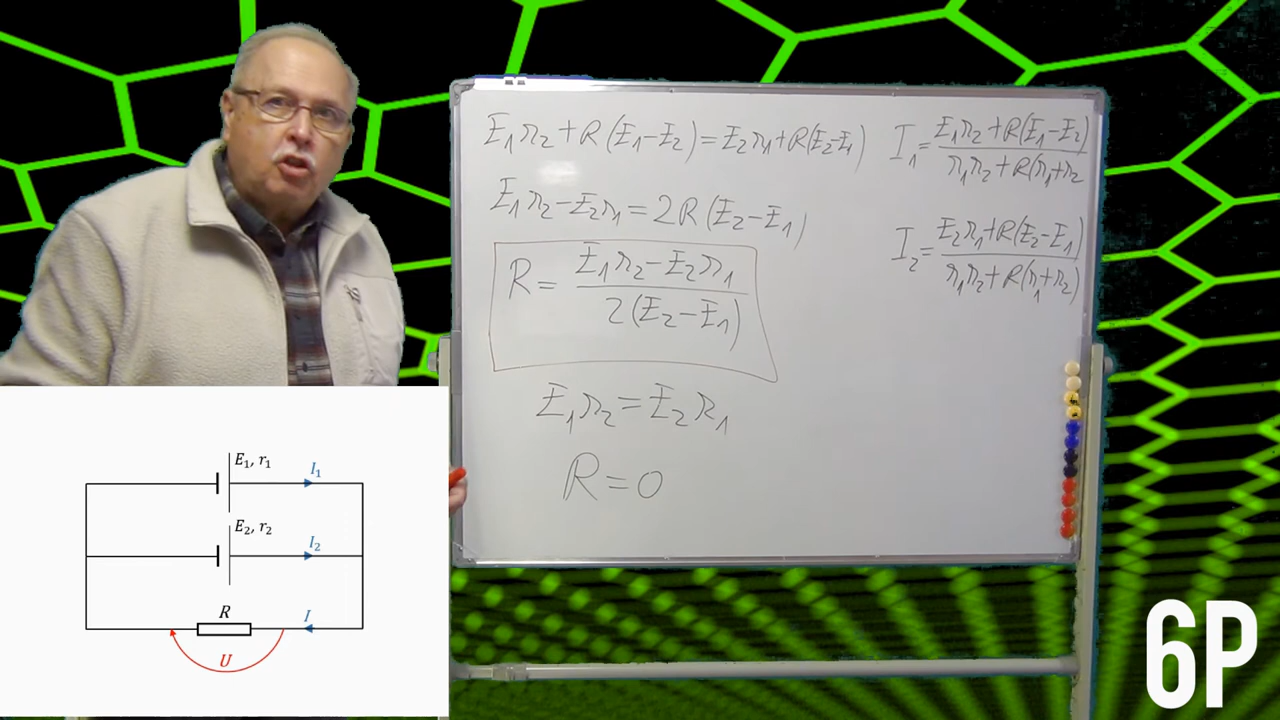 E₁r₂+R(E₁-E₂)=E₂r₁+R(E₂-E₁)
E₁r₂-E₂r₁=2R(E₂-E₁)
R= E₁r₂-E₂r₁ / 2(E₂-E₁)
E₁r₂=E₂r₁
R=0
I₁= E₁r₂+R(E₁-E₂) / r₁r₂+R(r₁+r₂
I₂= E₂r₁+R(E₂-E₁) / r₁r₂+R(r₁+r₂)
E₁, r₁
I₁
E₂, r₂
I₂
R
I
U
6P